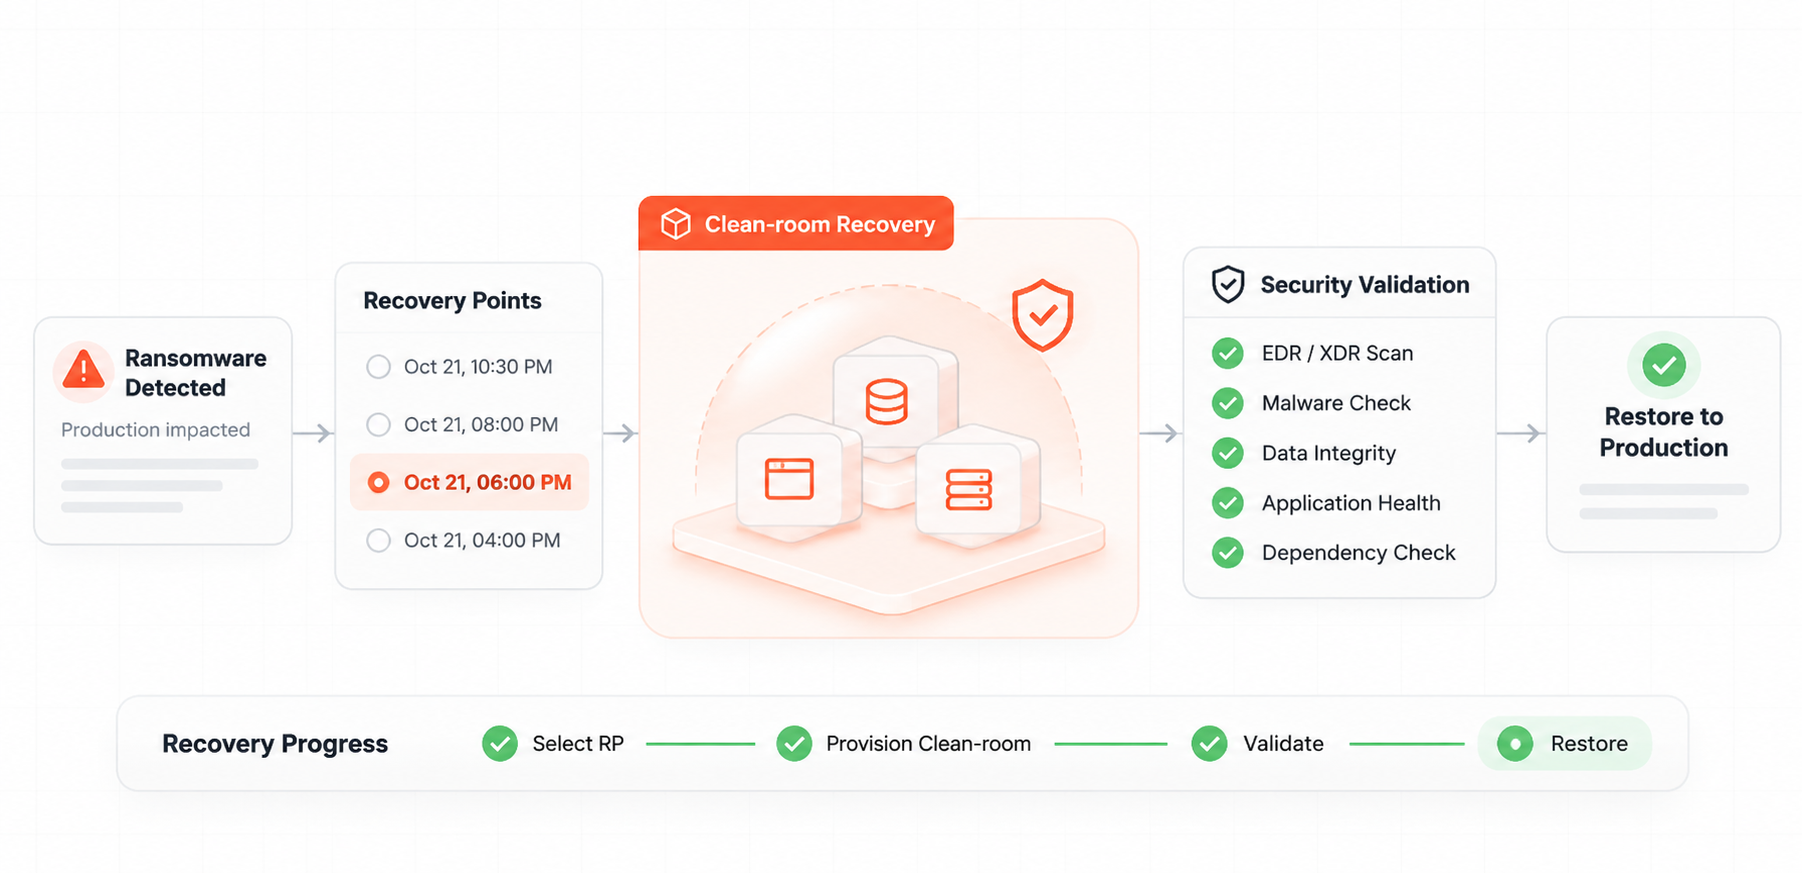 Clean-room Recovery
Ransomware
Detected
Production impacted
Recovery Points
Oct 21, 10:30 PM
Oct 21, 08:00 PM
Oct 21, 06:00 PM
Oct 21, 04:00 PM
Security Validation
EDR / XDR Scan
Malware Check
Data Integrity
Application Health
Dependency Check
Restore to
Production
Recovery Progress
Select RP
Provision Clean-room
Validate
Restore